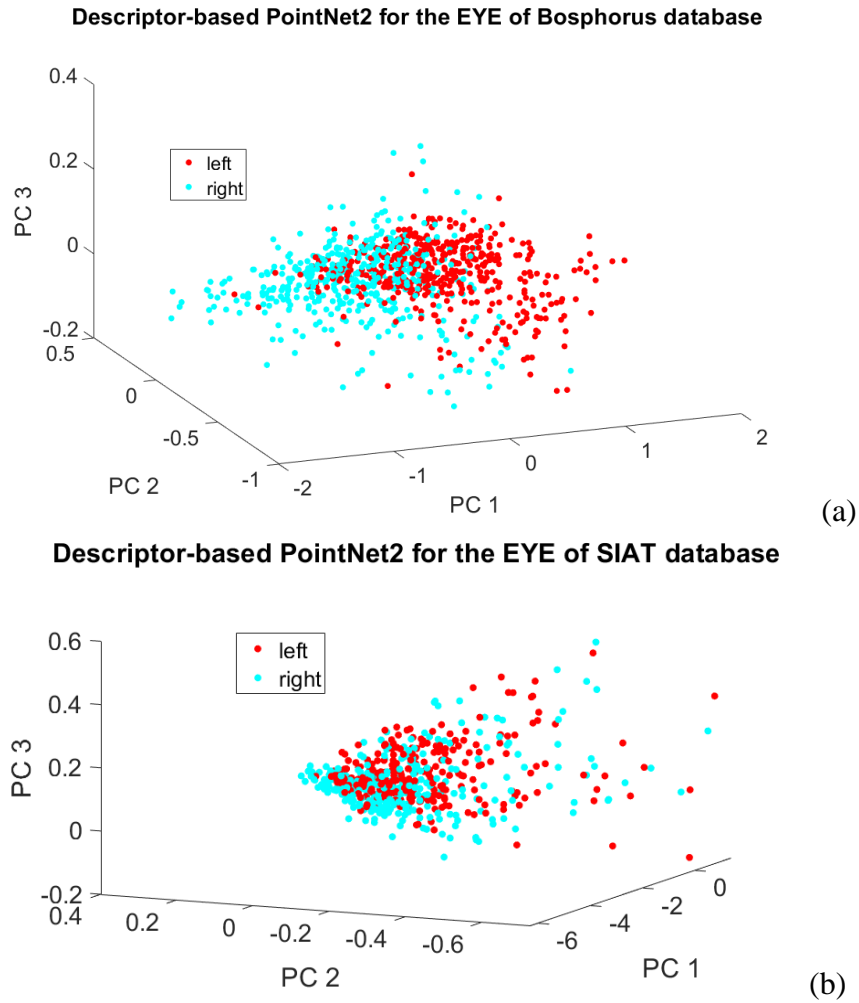 Descriptor-based PointNet2 for the EYE of Bosphorus database
0.4
0.2
0
-0.2
PC 3
left
right
0.5
0
-0.5
-1
PC 2
-2
-1
0
1
2
PC 1
(a)
Descriptor-based PointNet2 for the EYE of SIAT database
0.6
0.4
0.2
0
-0.2
PC 3
left
right
0.4
0.2
0
-0.2
-0.4
-0.6
PC 2
-6
-4
-2
0
PC 1
(b)